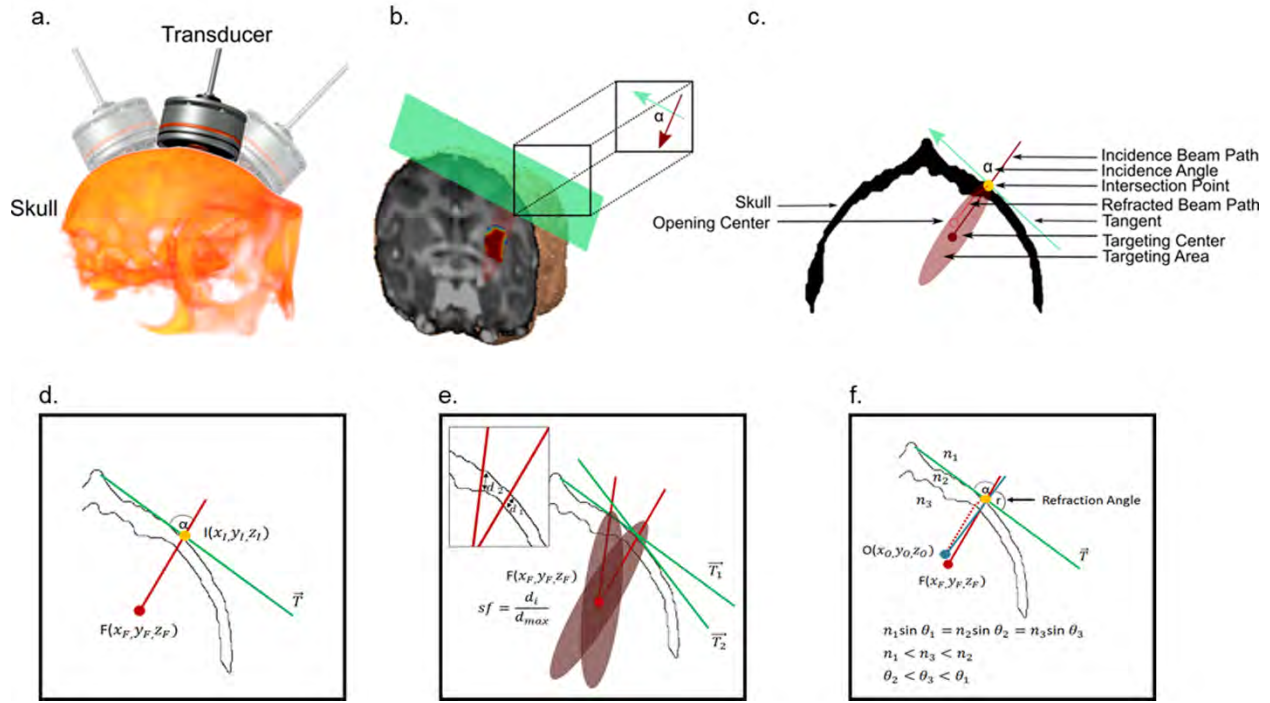 a.
Transducer
Skull
b.
α
c.
α
Incidence Beam Path
Incidence Angle
Intersection Point
Refracted Beam Path
Tangent
Targeting Center
Targeting Area
Skull
Opening Center
d.
α
I(x_I,y_I,z_I)
T⃗
F(x_F,y_F,z_F)
e.
d_2
d_1
F(x_F,y_F,z_F)
sf = d_i / d_max
T_1⃗
T_2⃗
f.
n_1
n_2
n_3
α
r
Refraction Angle
O(x_O,y_O,z_O)
T⃗
F(x_F,y_F,z_F)
n_1 sin θ_1 = n_2 sin θ_2 = n_3 sin θ_3
n_1 < n_3 < n_2
θ_2 < θ_3 < θ_1